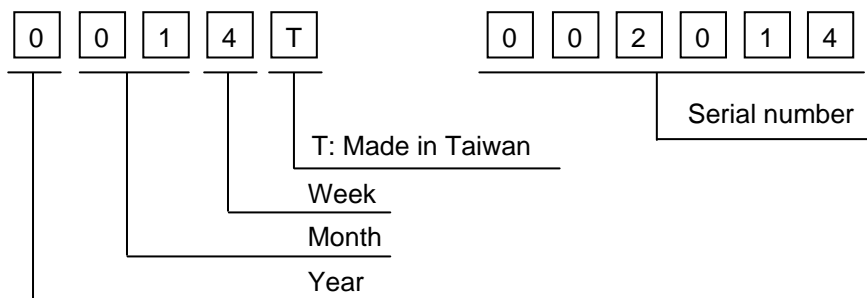 0 0 1 4 T 0 0 2 0 1 4
Serial number
T: Made in Taiwan
Week
Month
Year